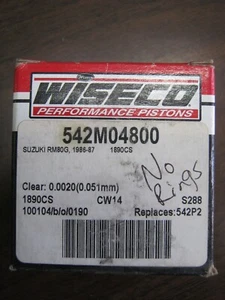 WISECO
PERFORMANCE PISTONS
542M04800
SUZUKI RM80G, 1986-87 1890CS
No
Rings
Clear: 0.0020(0.051mm)
1890CS CW14 S288
100104/b/o/0190 Replaces:542P2